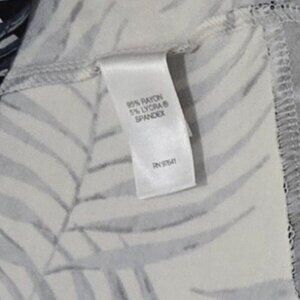 95% RAYON
5% LYCRA®
SPANDEX
RN 97641